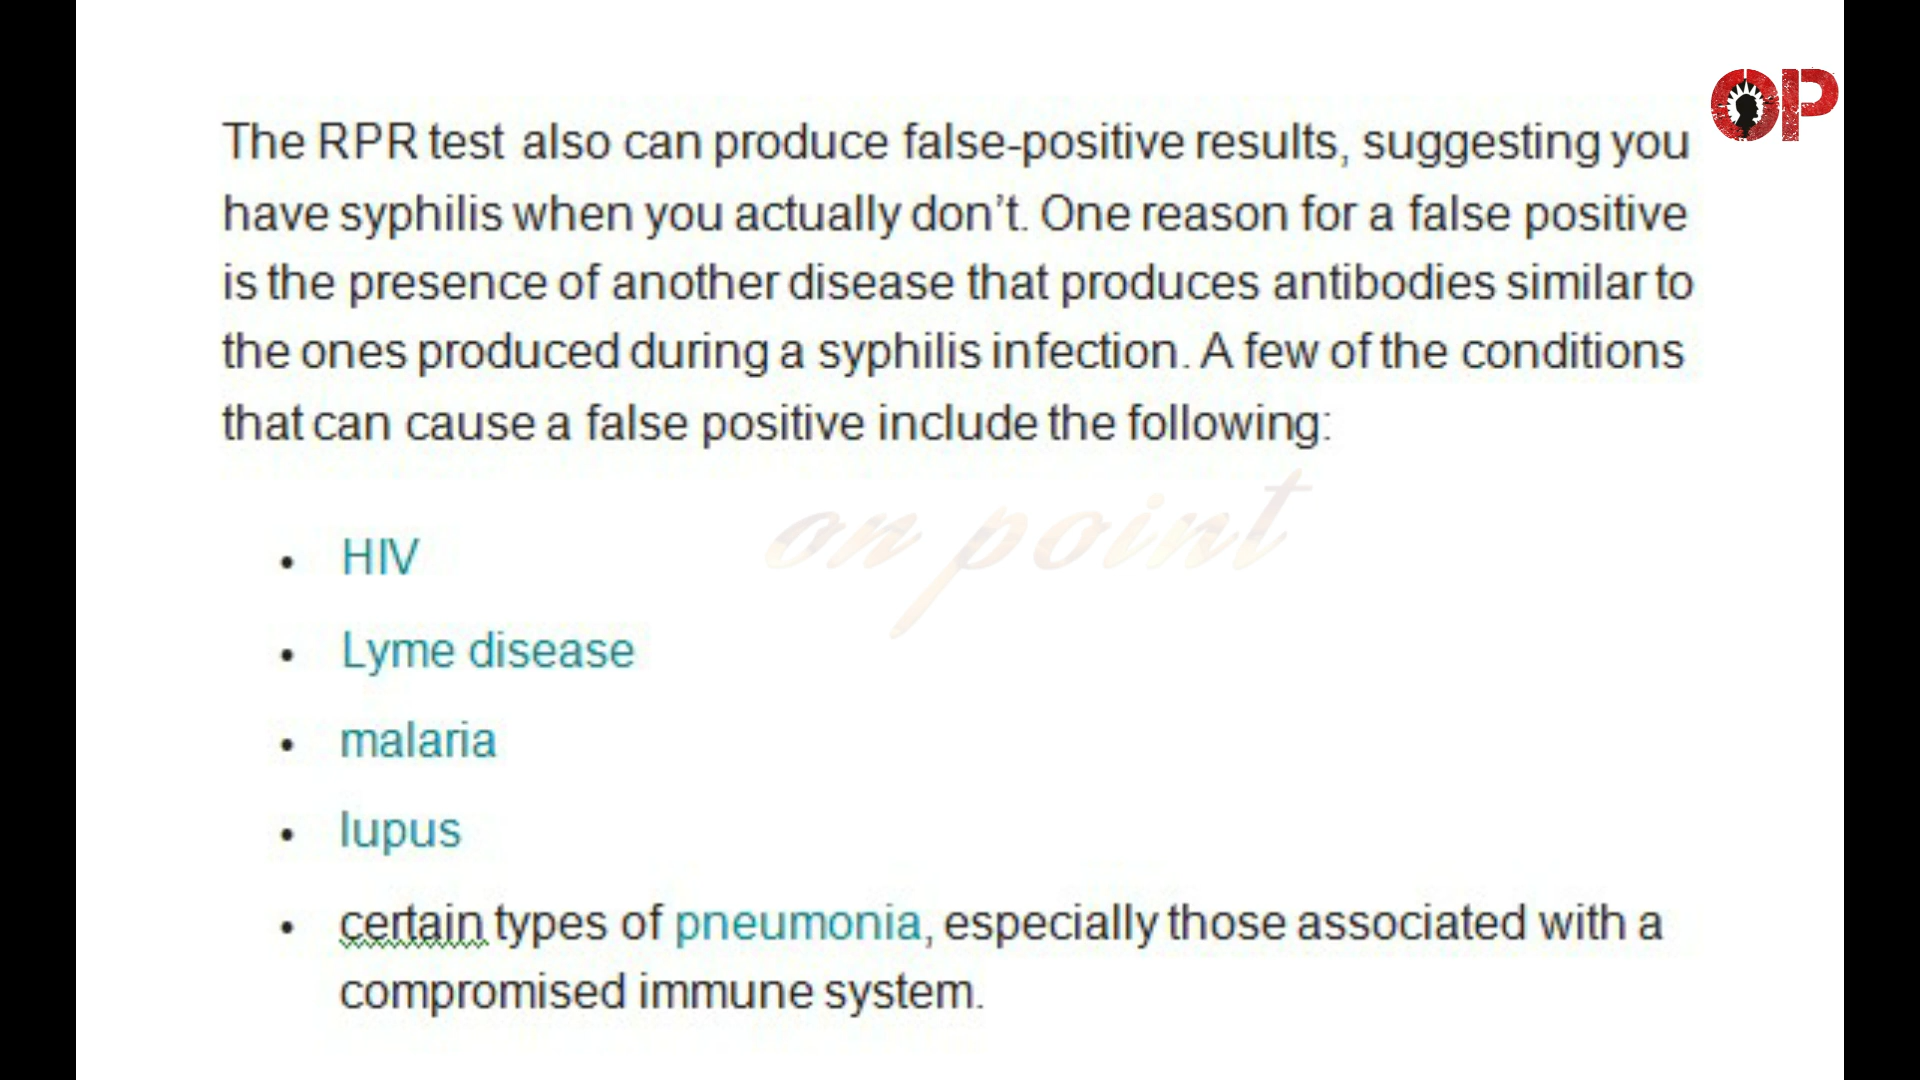 OP
The RPR test also can produce false-positive results, suggesting you
have syphilis when you actually don’t. One reason for a false positive
is the presence of another disease that produces antibodies similar to
the ones produced during a syphilis infection. A few of the conditions
that can cause a false positive include the following:
on point
• HIV
• Lyme disease
• malaria
• lupus
• certain types of pneumonia, especially those associated with a
compromised immune system.